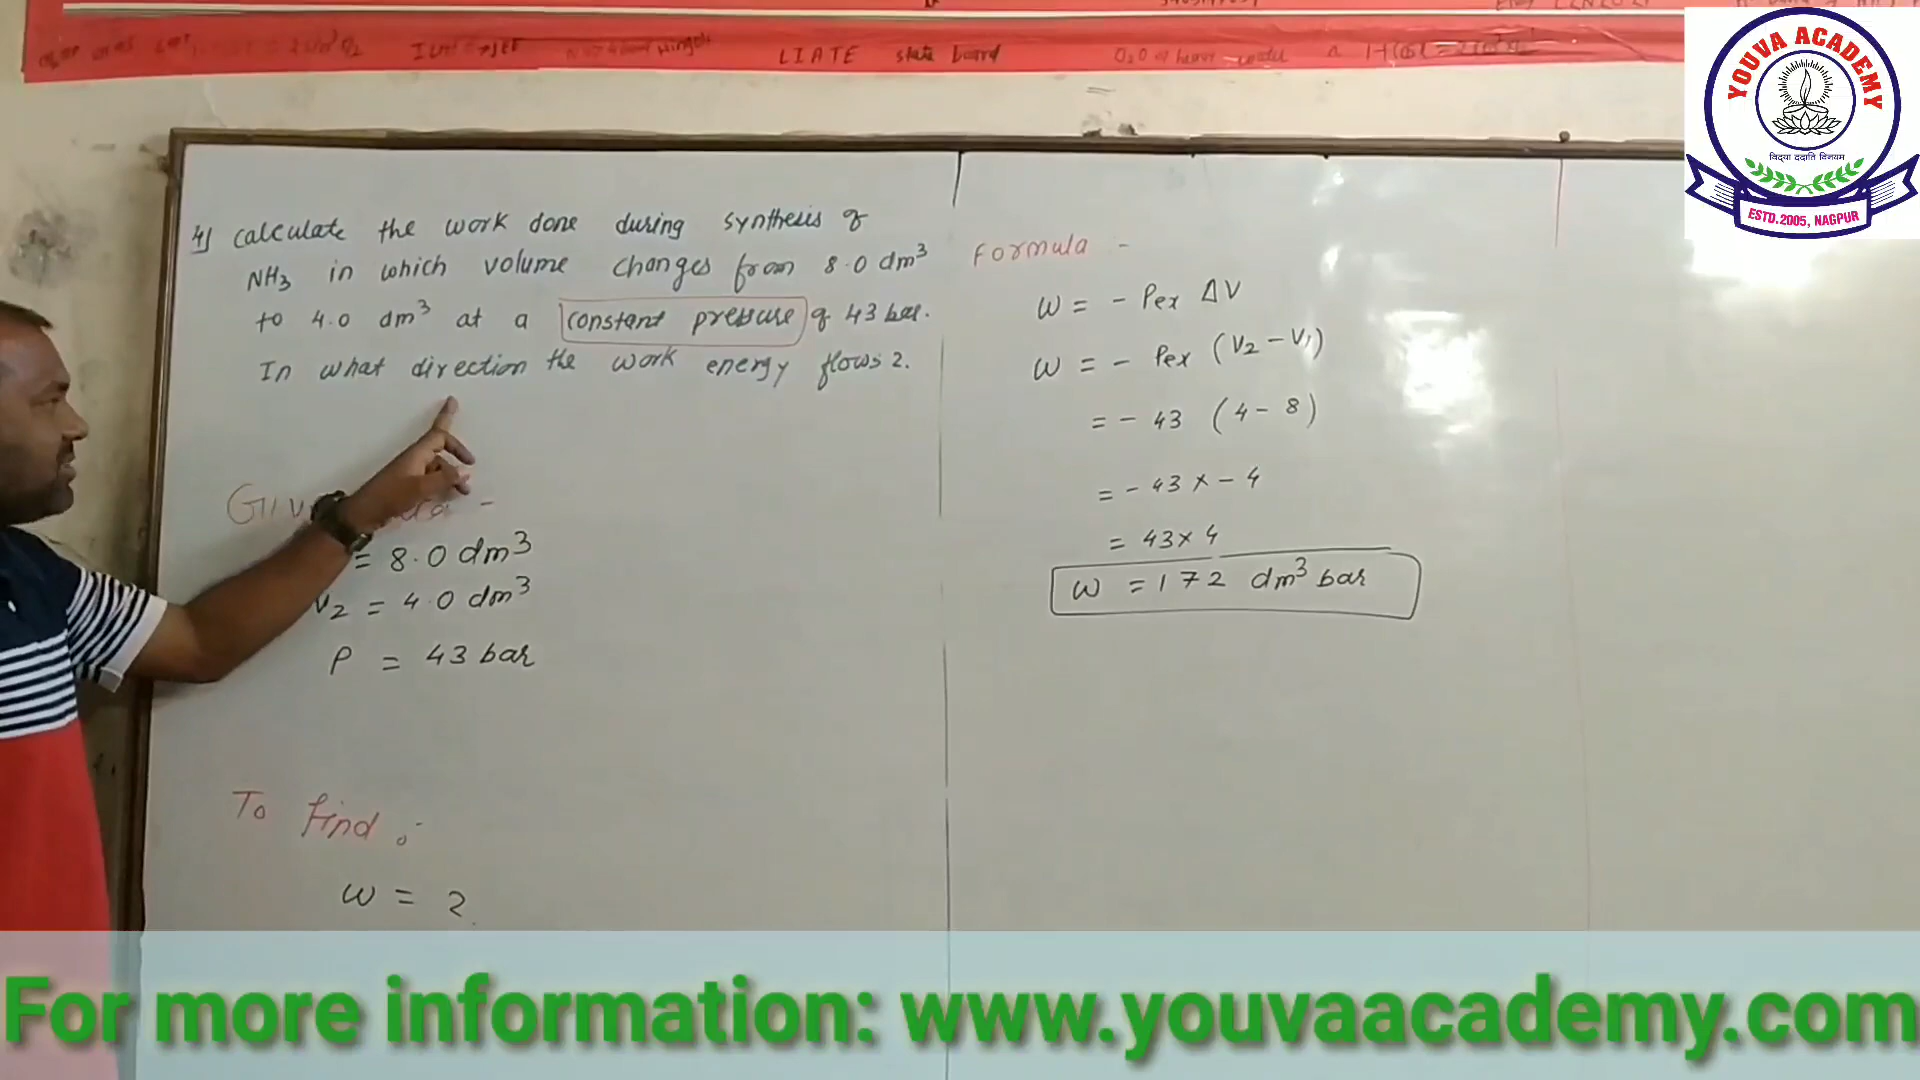 LIATE state board
YOUVA ACADEMY
विद्या ददाति विनयम
ESTD.2005, NAGPUR
4) Calculate the work done during synthesis of
NH3 in which volume changes from 8.0 dm³
to 4.0 dm³ at a constant pressure of 43 bar.
In what direction the work energy flows?.
= 8.0 dm³
V2 = 4.0 dm³
P = 43 bar
To find :-
W = ?
Formula -
W = - Pex ΔV
W = - Pex (V2 - V1)
= - 43 (4 - 8)
= - 43 x - 4
= 43 x 4
W = 172 dm³ bar
For more information: www.youvaacademy.com